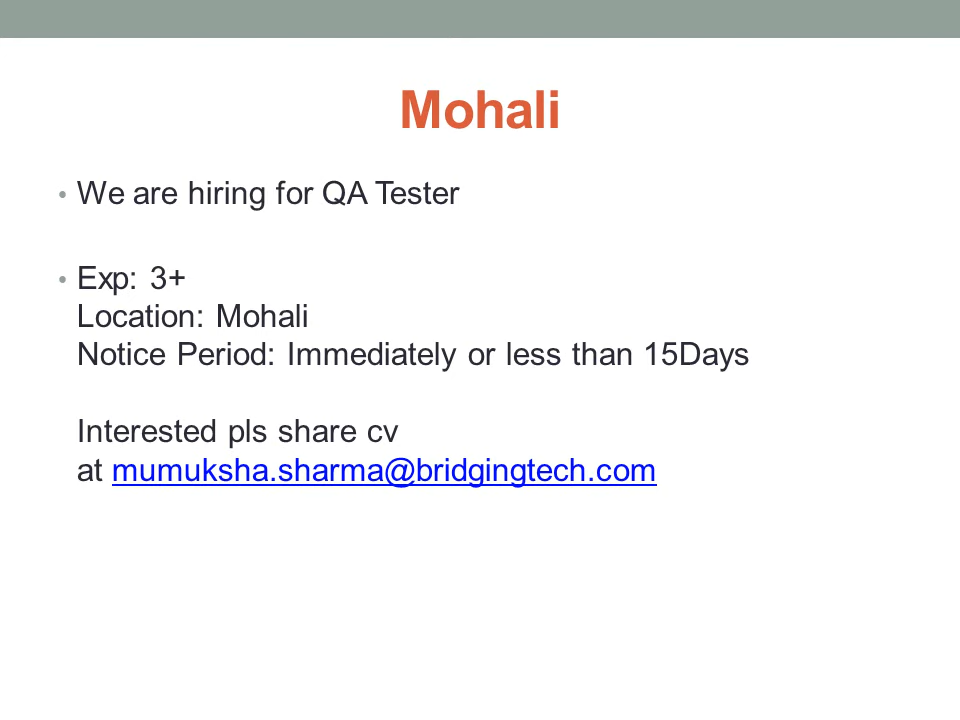 Mohali
• We are hiring for QA Tester
• Exp: 3+
Location: Mohali
Notice Period: Immediately or less than 15Days
Interested pls share cv
at mumuksha.sharma@bridgingtech.com